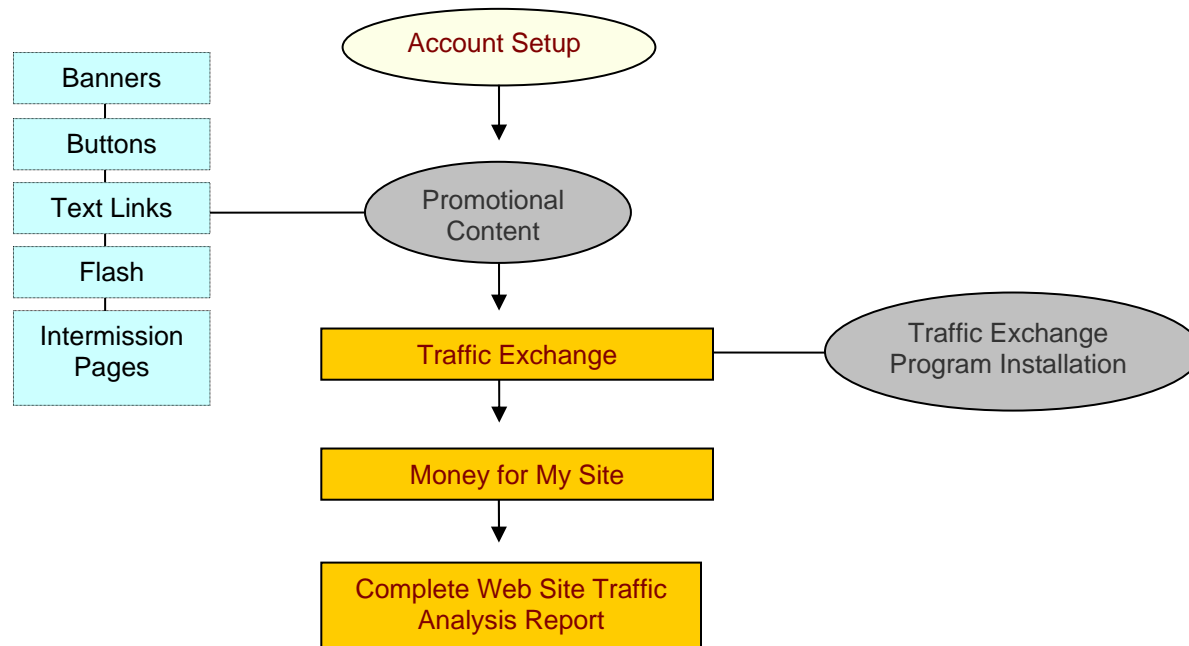 Account Setup
Banners
Buttons
Text Links
Flash
Intermission
Pages
Promotional
Content
Traffic Exchange
Traffic Exchange
Program Installation
Money for My Site
Complete Web Site Traffic
Analysis Report